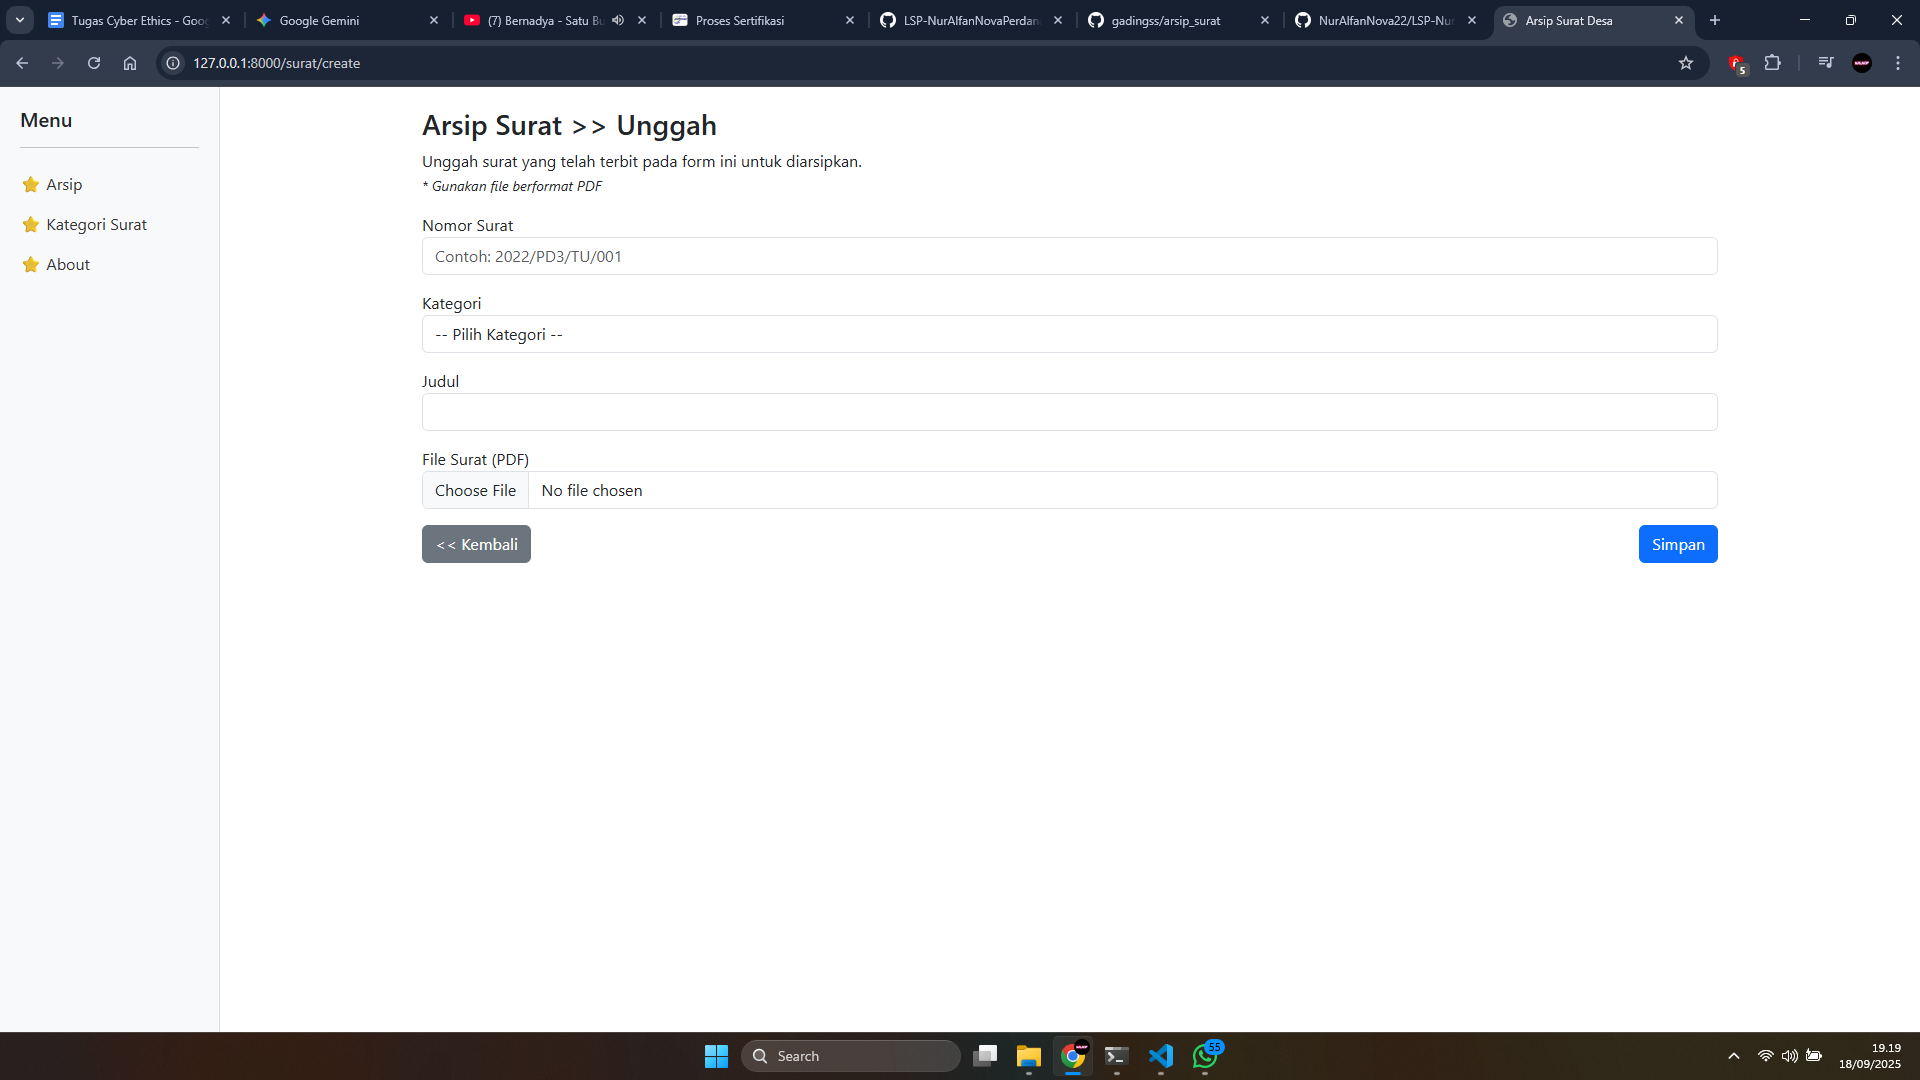 Tugas Cyber Ethics - Goo
Google Gemini
(7) Bernadya - Satu Bu
Proses Sertifikasi
LSP-NurAlfanNovaPerdan
gadingss/arsip_surat
NurAlfanNova22/LSP-Nur
Arsip Surat Desa
127.0.0.1:8000/surat/create
5
Menu
Arsip
Kategori Surat
About
Arsip Surat >> Unggah
Unggah surat yang telah terbit pada form ini untuk diarsipkan.
* Gunakan file berformat PDF
Nomor Surat
Contoh: 2022/PD3/TU/001
Kategori
-- Pilih Kategori --
Judul
File Surat (PDF)
Choose File No file chosen
<< Kembali
Simpan
Search
55
19.19
18/09/2025